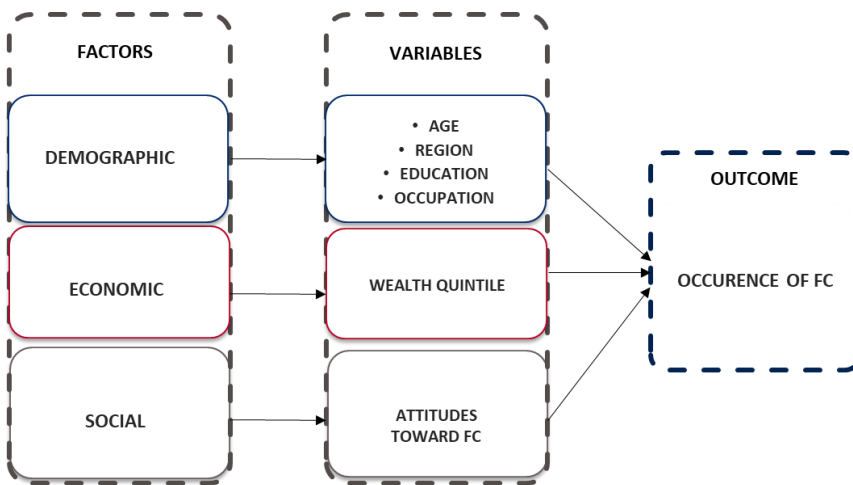 FACTORS
VARIABLES
DEMOGRAPHIC
• AGE
• REGION
• EDUCATION
• OCCUPATION
OUTCOME
ECONOMIC
WEALTH QUINTILE
OCCURENCE OF FC
SOCIAL
ATTITUDES
TOWARD FC